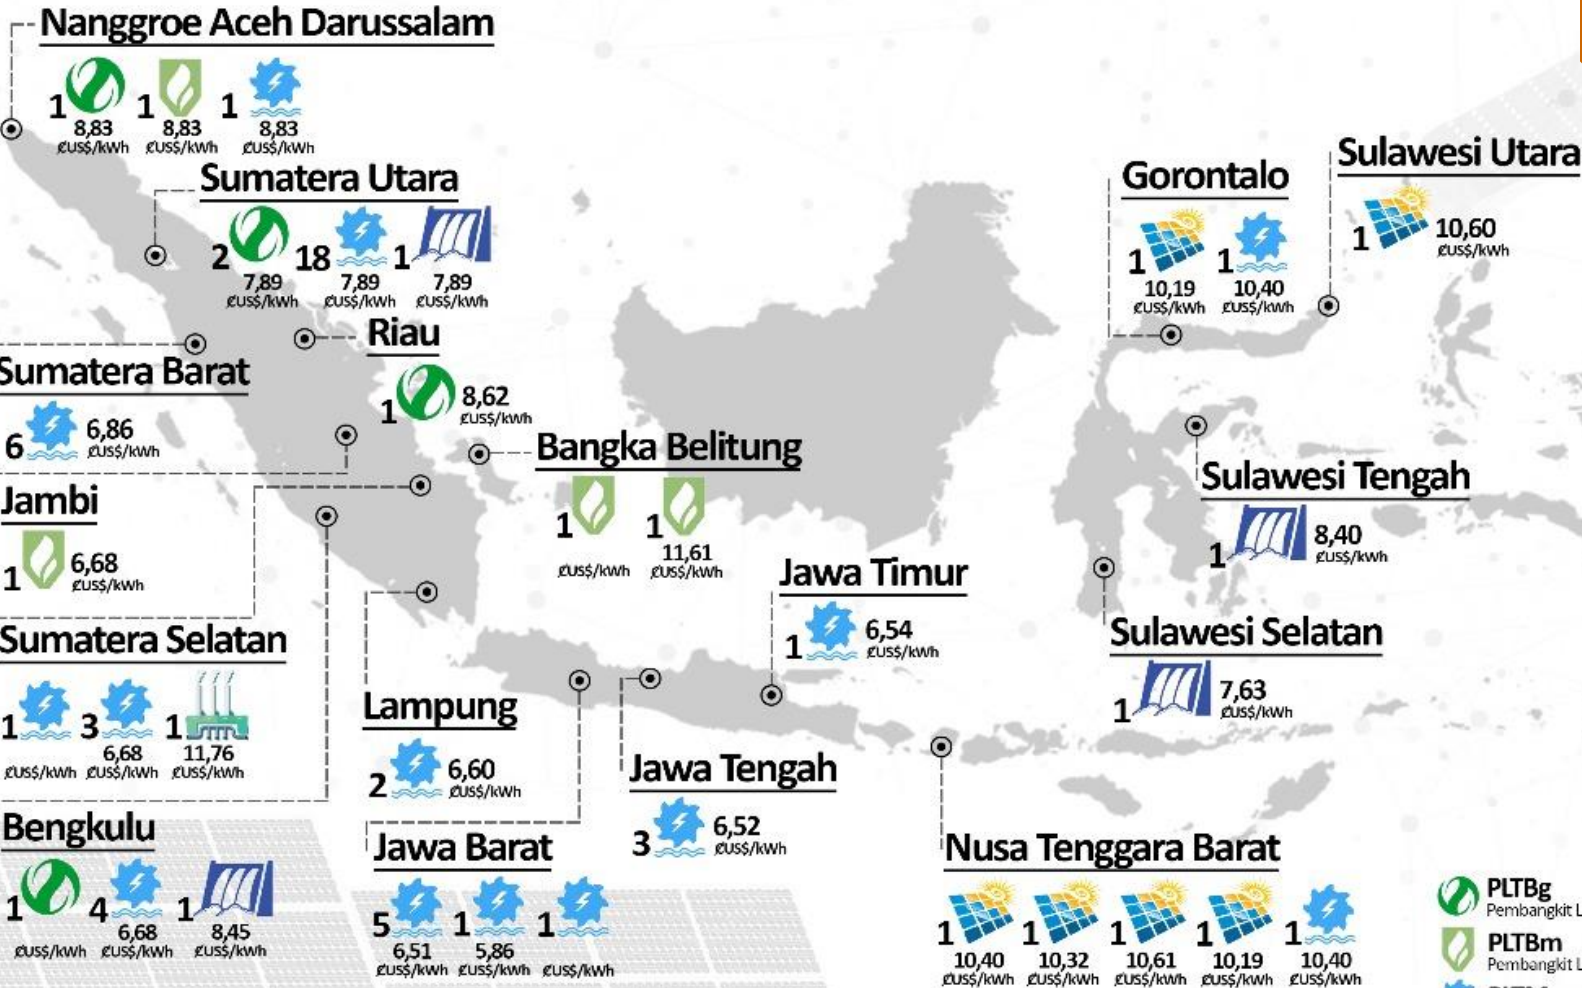 Nanggroe Aceh Darussalam
1 1 1
8,83 8,83 8,83
₡US$/kWh ₡US$/kWh ₡US$/kWh
Sumatera Utara
2 18 1
7,89 7,89 7,89
₡US$/kWh ₡US$/kWh ₡US$/kWh
Riau
1 8,62
₡US$/kWh
Sumatera Barat
6 6,86
₡US$/kWh
Bangka Belitung
1 1
11,61
₡US$/kWh ₡US$/kWh
Jambi
1 6,68
₡US$/kWh
Sumatera Selatan
1 3 1
6,68 11,76
₡US$/kWh ₡US$/kWh ₡US$/kWh
Bengkulu
1 4 1
6,68 8,45
₡US$/kWh ₡US$/kWh ₡US$/kWh
Lampung
2 6,60
₡US$/kWh
Jawa Barat
5 1 1
6,51 5,86
₡US$/kWh ₡US$/kWh ₡US$/kWh
Jawa Tengah
3 6,52
₡US$/kWh
Jawa Timur
1 6,54
₡US$/kWh
Gorontalo
1 1
10,19 10,40
₡US$/kWh ₡US$/kWh
Sulawesi Utara
1 10,60
₡US$/kWh
Sulawesi Tengah
1 8,40
₡US$/kWh
Sulawesi Selatan
1 7,63
₡US$/kWh
Nusa Tenggara Barat
1 1 1 1 1
10,40 10,32 10,61 10,19 10,40
₡US$/kWh ₡US$/kWh ₡US$/kWh ₡US$/kWh ₡US$/kWh
PLTBg
Pembangkit L
PLTBm
Pembangkit L